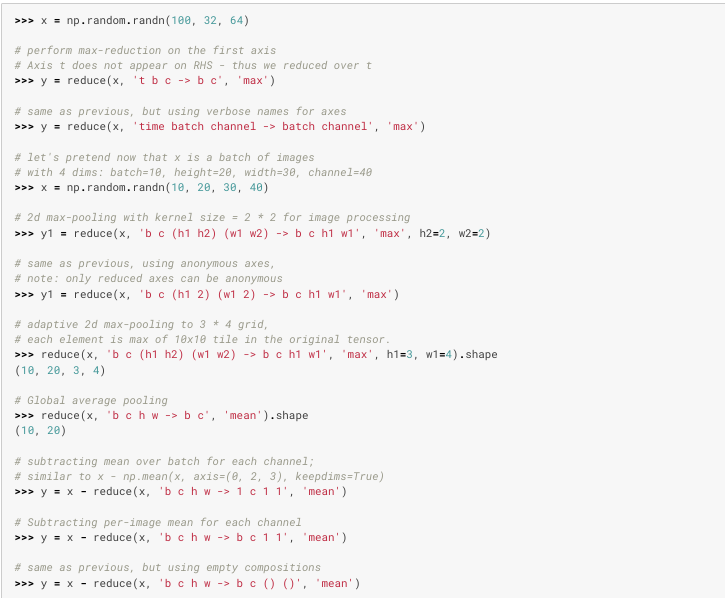 >>> x = np.random.randn(100, 32, 64)
# perform max-reduction on the first axis
# Axis t does not appear on RHS - thus we reduced over t
>>> y = reduce(x, 't b c -> b c', 'max')
# same as previous, but using verbose names for axes
>>> y = reduce(x, 'time batch channel -> batch channel', 'max')
# let's pretend now that x is a batch of images
# with 4 dims: batch=10, height=20, width=30, channel=40
>>> x = np.random.randn(10, 20, 30, 40)
# 2d max-pooling with kernel size = 2 * 2 for image processing
>>> y1 = reduce(x, 'b c (h1 h2) (w1 w2) -> b c h1 w1', 'max', h2=2, w2=2)
# same as previous, using anonymous axes,
# note: only reduced axes can be anonymous
>>> y1 = reduce(x, 'b c (h1 2) (w1 2) -> b c h1 w1', 'max')
# adaptive 2d max-pooling to 3 * 4 grid,
# each element is max of 10x10 tile in the original tensor.
>>> reduce(x, 'b c (h1 h2) (w1 w2) -> b c h1 w1', 'max', h1=3, w1=4).shape
(10, 20, 3, 4)
# Global average pooling
>>> reduce(x, 'b c h w -> b c', 'mean').shape
(10, 20)
# subtracting mean over batch for each channel;
# similar to x - np.mean(x, axis=(0, 2, 3), keepdims=True)
>>> y = x - reduce(x, 'b c h w -> 1 c 1 1', 'mean')
# Subtracting per-image mean for each channel
>>> y = x - reduce(x, 'b c h w -> b c 1 1', 'mean')
# same as previous, but using empty compositions
>>> y = x - reduce(x, 'b c h w -> b c () ()', 'mean')